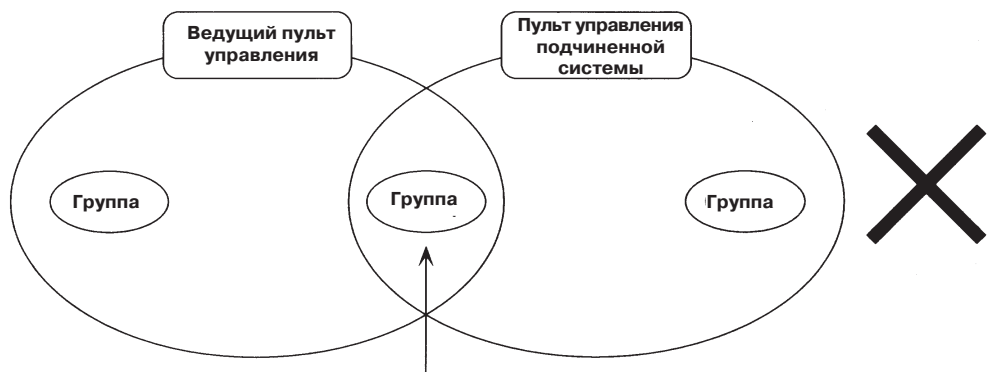 Ведущий пульт
управления
Пульт управления
подчиненной
системы
Группа
Группа
Группа